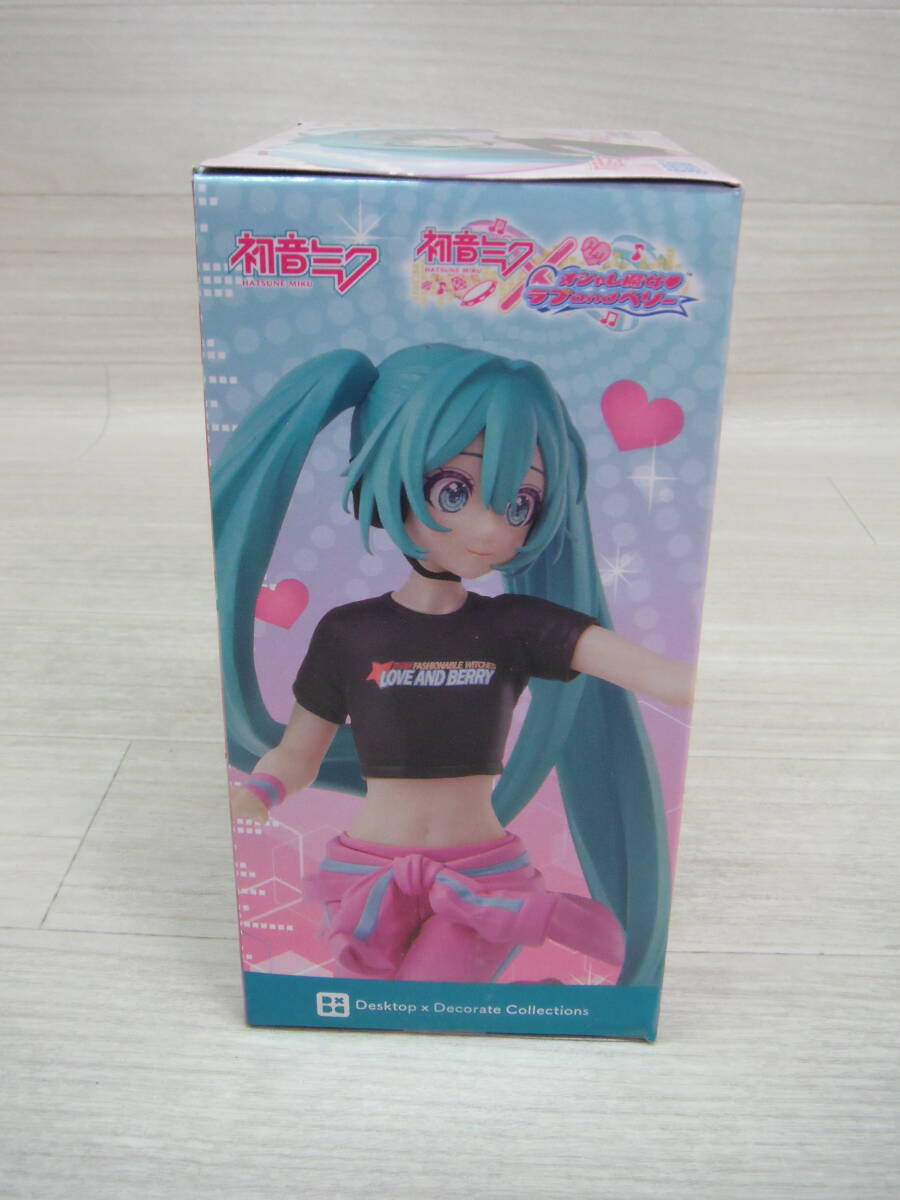 初音ミク
HATSUNE MIKU
初音ミク
HATSUNE MIKU
オシャレ魔女♥
ラブandベリー
FASHIONABLE WITCHES
LOVE AND BERRY
Desktop × Decorate Collections